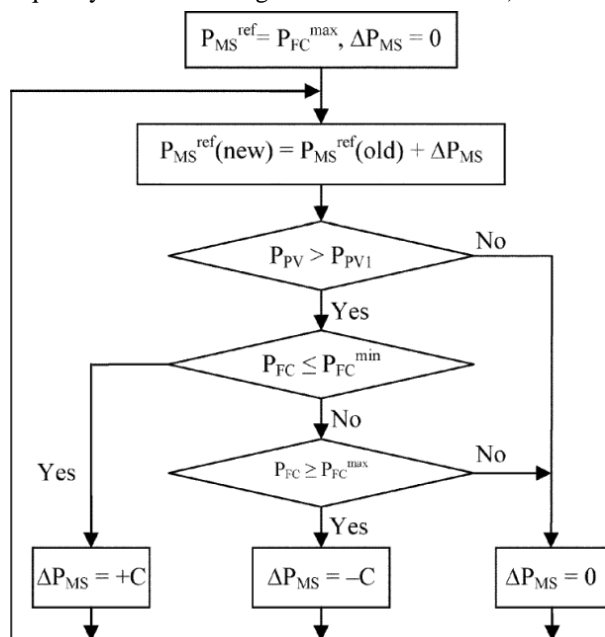 P_MS^ref = P_FC^max, ΔP_MS = 0
P_MS^ref(new) = P_MS^ref(old) + ΔP_MS
P_PV > P_PV1
No
Yes
P_FC ≤ P_FC^min
No
Yes
P_FC ≥ P_FC^max
No
Yes
ΔP_MS = +C
ΔP_MS = –C
ΔP_MS = 0